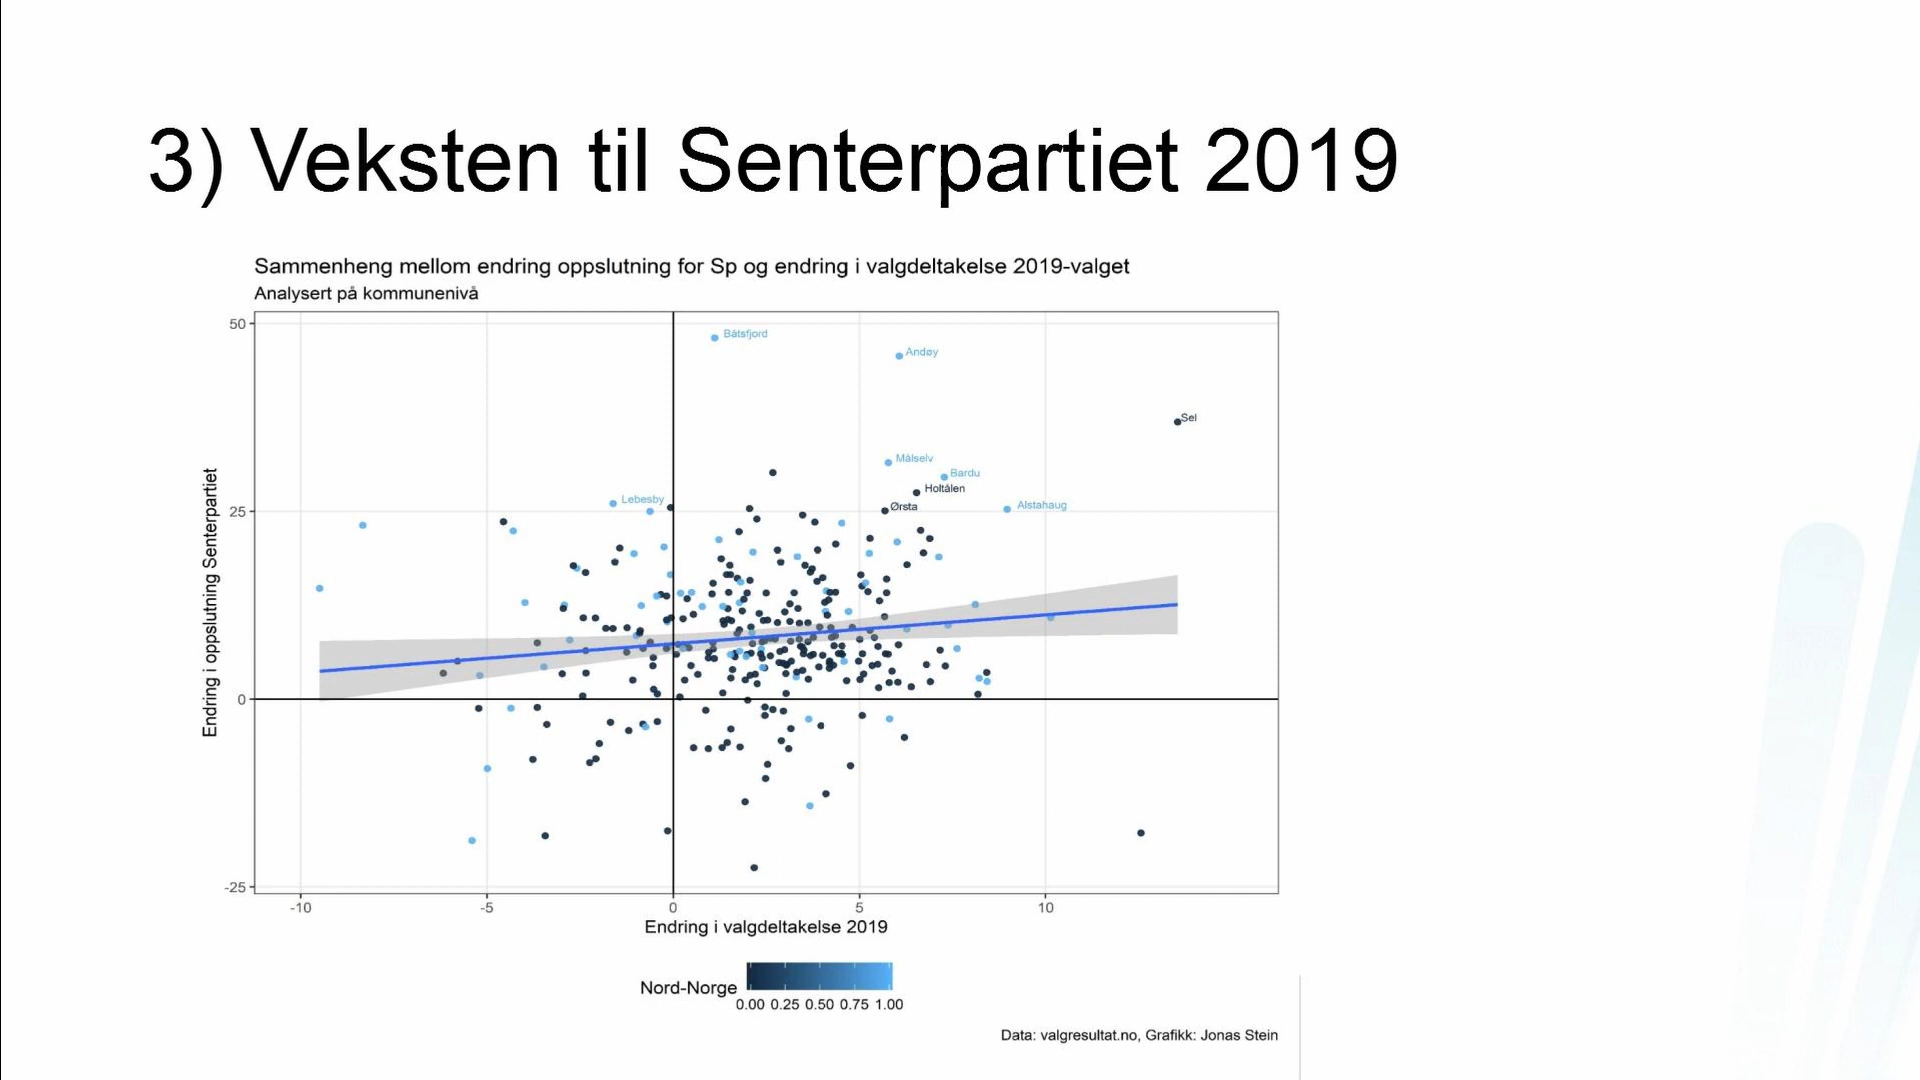 3) Veksten til Senterpartiet 2019
Sammenheng mellom endring oppslutning for Sp og endring i valgdeltakelse 2019-valget
Analysert på kommunenivå
50
Båtsfjord
Andøy
Sel
Målselv
Bardu
Holtålen
Lebesby
Alstahaug
Ørsta
25
Endring i oppslutning Senterpartiet
0
-25
-10 -5 0 5 10
Endring i valgdeltakelse 2019
Nord-Norge
0.00 0.25 0.50 0.75 1.00
Data: valgresultat.no, Grafikk: Jonas Stein